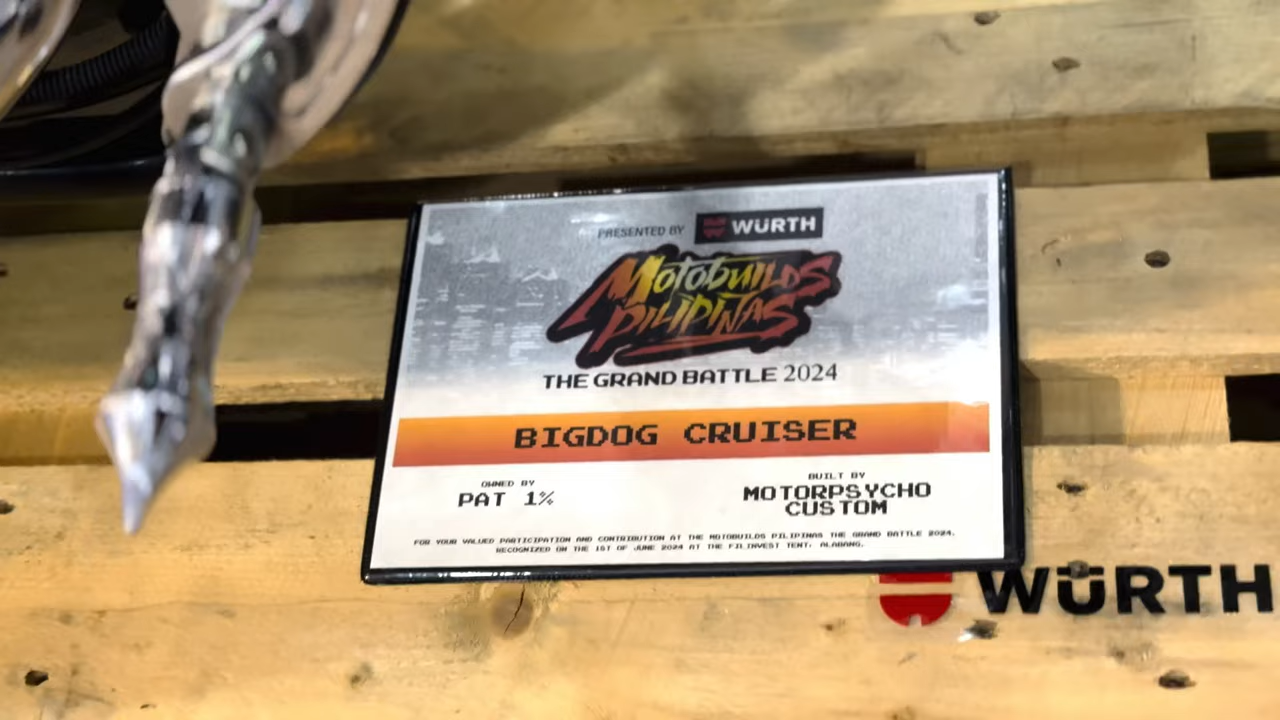 PRESENTED BY WÜRTH
MOTOBUILDS
PILIPINAS
THE GRAND BATTLE 2024
BIGDOG CRUISER
OWNED BY
PAT 1%
BUILT BY
MOTORPSYCHO
CUSTOM
FOR YOUR VALUED PARTICIPATION AND CONTRIBUTION AT THE MOTOBUILDS PILIPINAS THE GRAND BATTLE 2024.
RECOGNIZED ON THE 1ST OF JUNE 2024 AT THE FILINVEST TENT, ALABANG.
WÜRTH